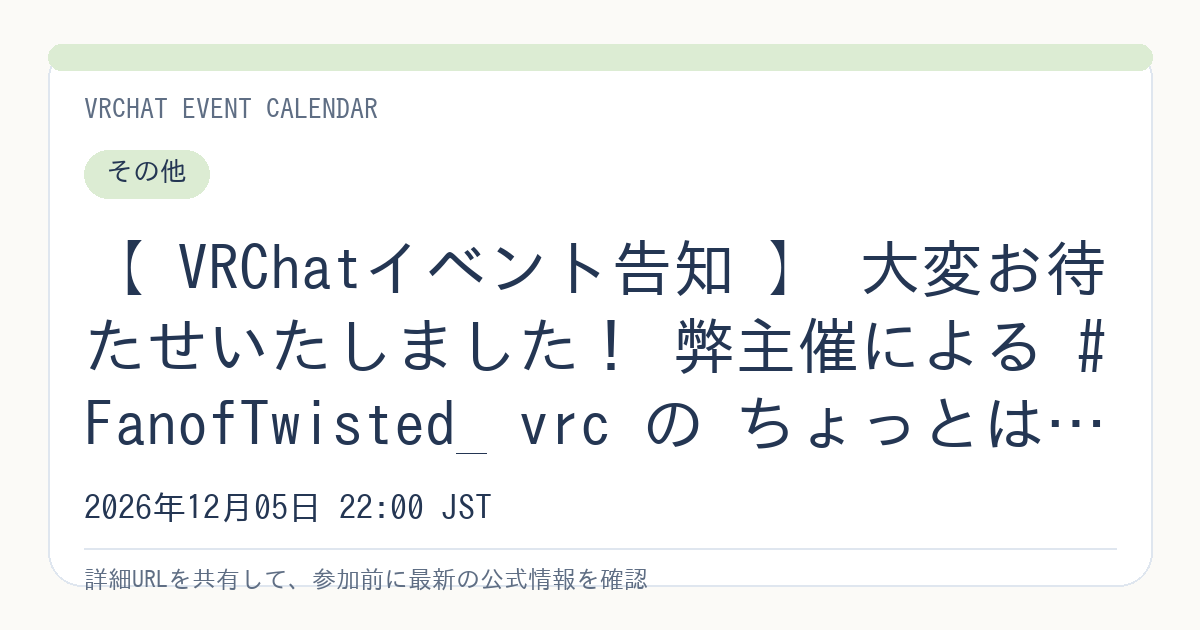 VRCHAT EVENT CALENDAR
その他
【 VRChatイベント告知 】 大変お待
たせいたしました! 弊主催による #
FanofTwisted_ vrc の ちょっとは…
2026年12月05日 22:00 JST
詳細URLを共有して、参加前に最新の公式情報を確認